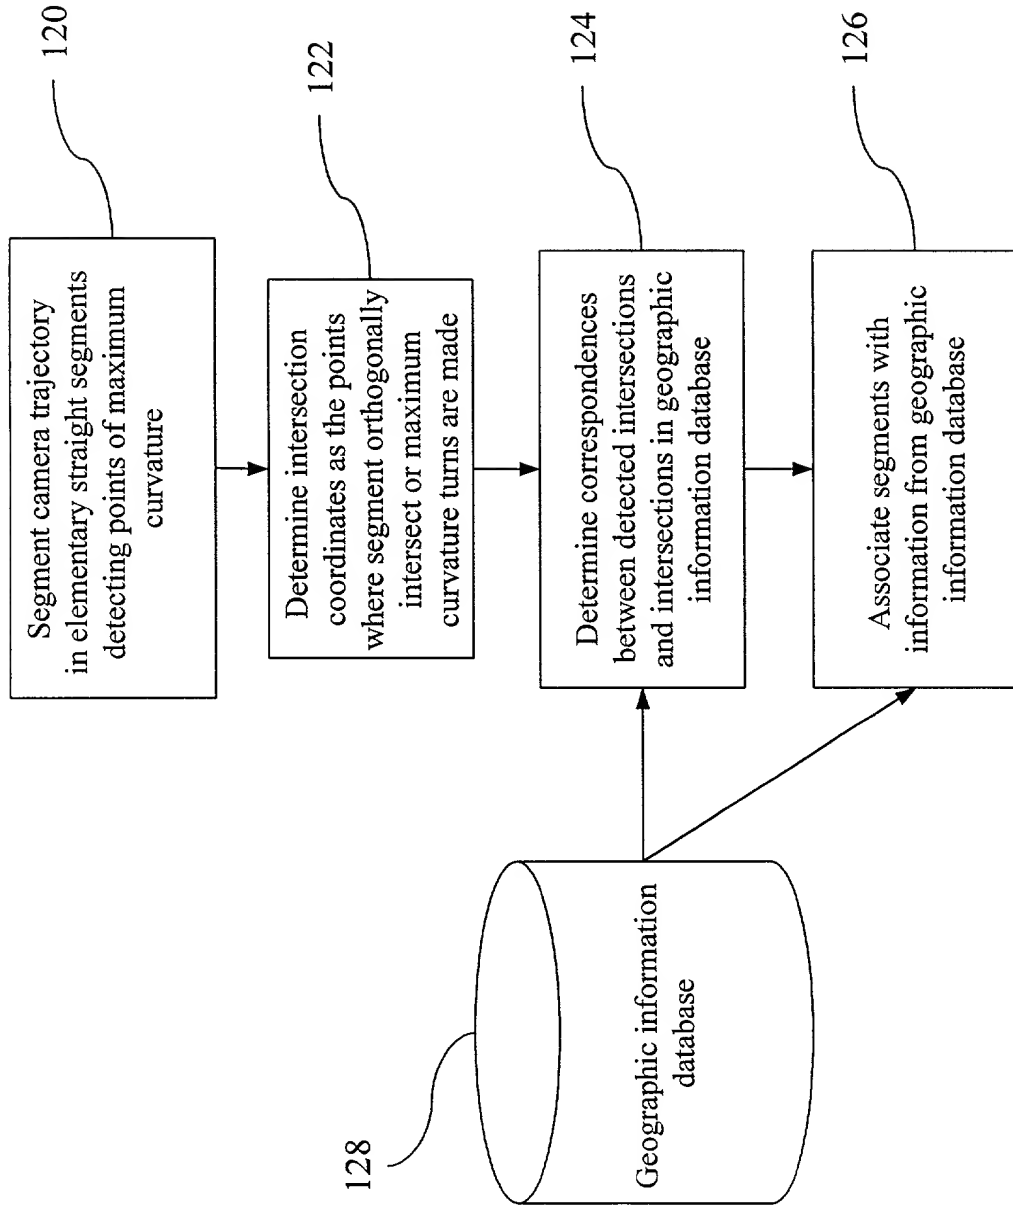 120
Segment camera trajectory
in elementary straight segments
detecting points of maximum
curvature
122
Determine intersection
coordinates as the points
where segment orthogonally
intersect or maximum
curvature turns are made
124
Determine correspondences
between detected intersections
and intersections in geographic
information database
126
Associate segments with
information from geographic
information database
128
Geographic information
database